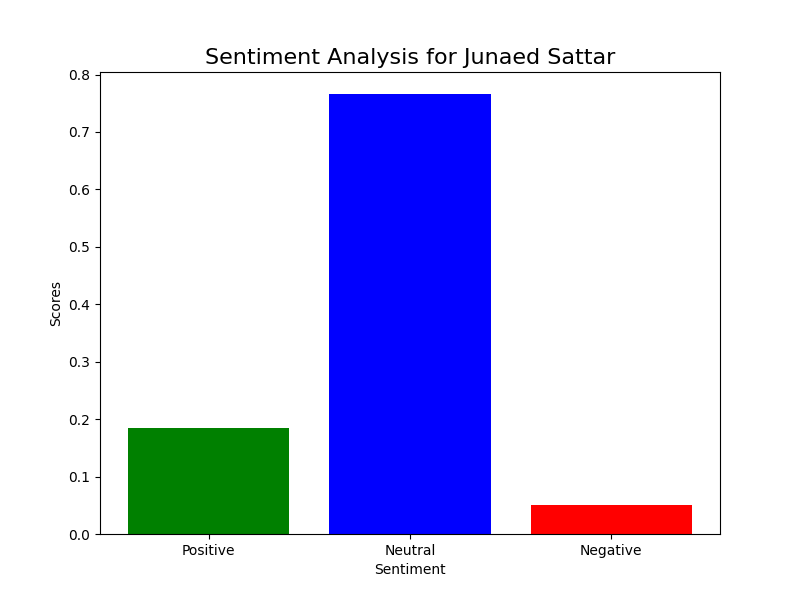 Sentiment Analysis for Junaed Sattar
0.8
0.7
0.6
0.5
0.4
0.3
0.2
0.1
0.0
Scores
Positive Neutral Negative
Sentiment